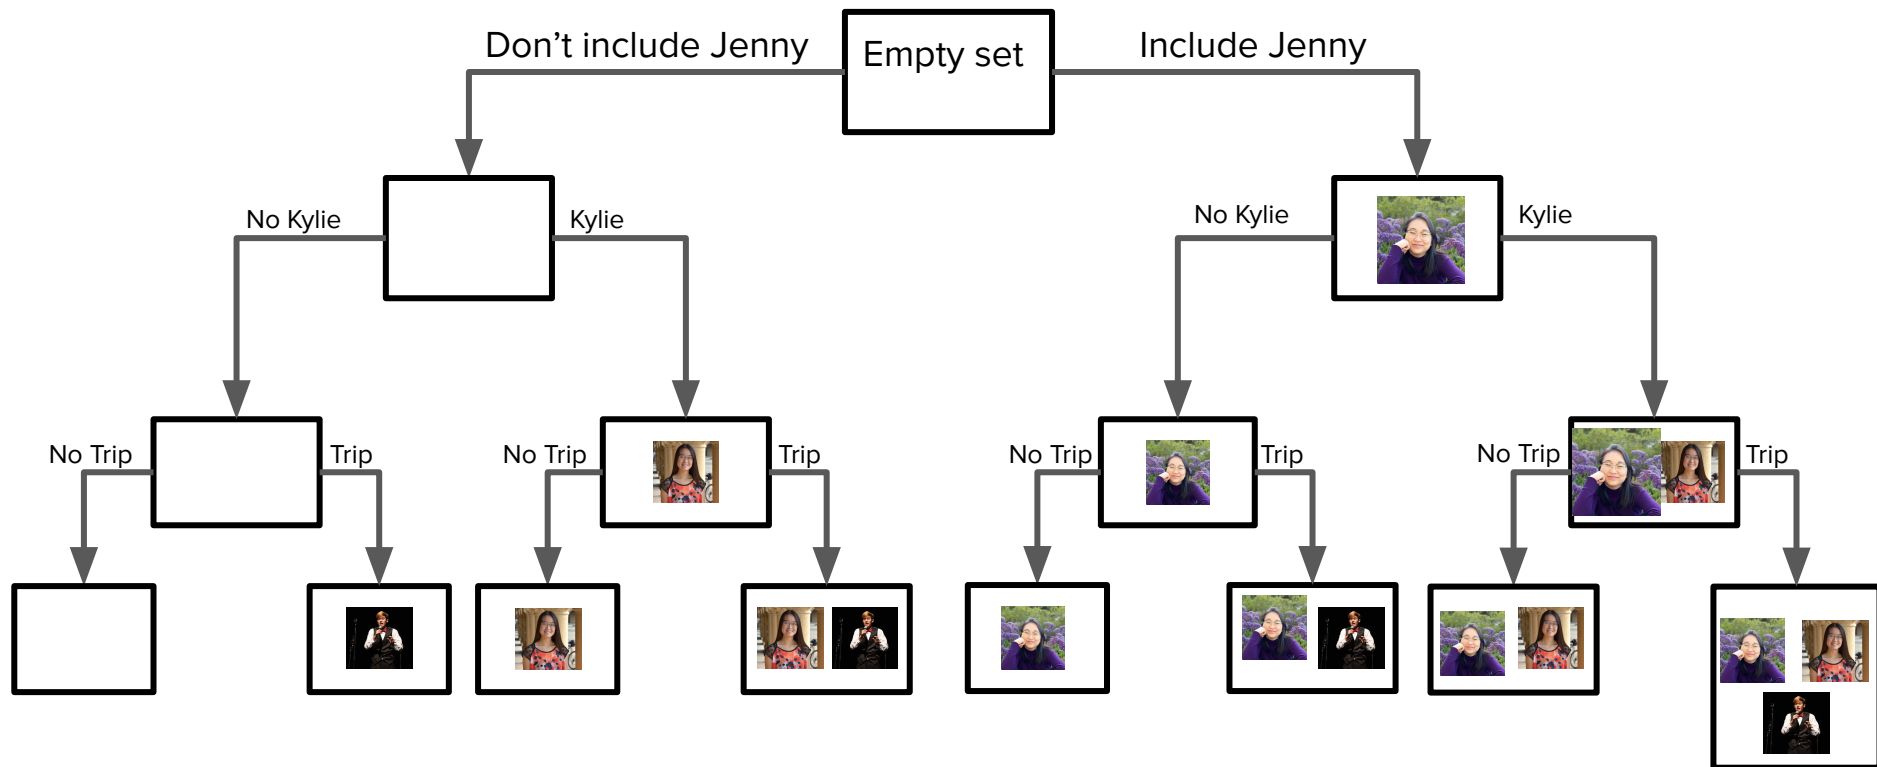 Don’t include Jenny
Empty set
Include Jenny
No Kylie
Kylie
No Kylie
Kylie
No Trip
Trip
No Trip
Trip
No Trip
Trip
No Trip
Trip